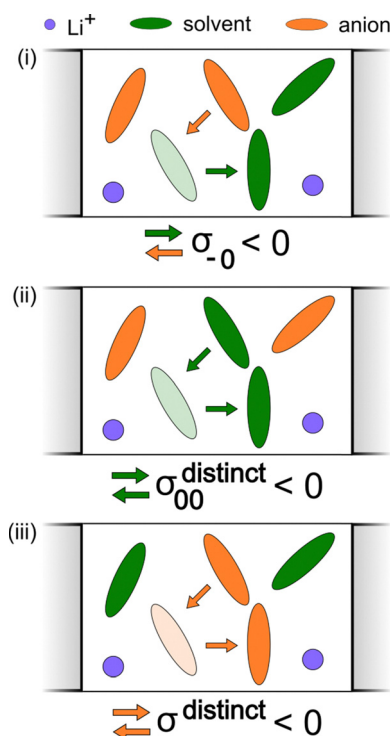 Li⁺ solvent anion
(i)
σ₋₀ < 0
(ii)
σ₀₀ᵈⁱˢᵗⁱⁿᶜᵗ < 0
(iii)
σᵈⁱˢᵗⁱⁿᶜᵗ < 0